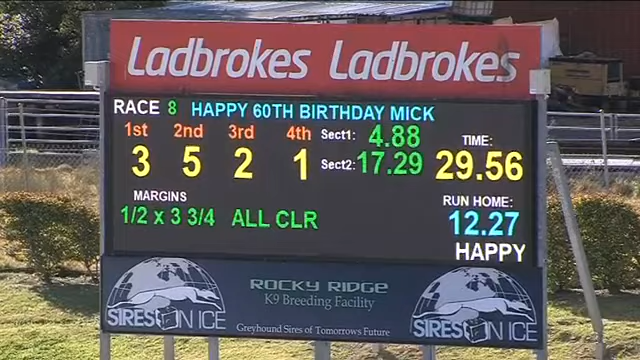 Ladbrokes Ladbrokes
RACE 8 HAPPY 60TH BIRTHDAY MICK
1st 2nd 3rd 4th Sect1: 4.88 TIME:
3 5 2 1 Sect2: 17.29 29.56
MARGINS RUN HOME:
1/2 x 3 3/4 ALL CLR 12.27
HAPPY
ROCKY RIDGE
K9 Breeding Facility
SIRES ON ICE SIRES ON ICE
Greyhound Sires of Tomorrows Future